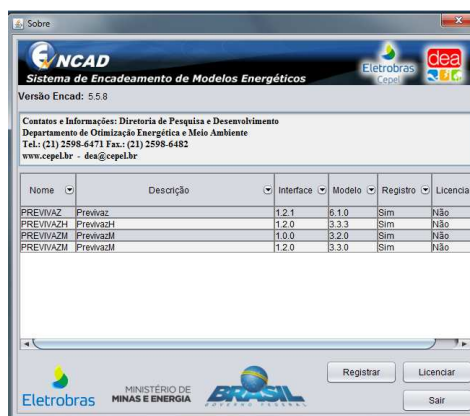 Sobre
ENCAD
Sistema de Encadeamento de Modelos Energéticos
Eletrobras
Cepel
dea
Versão Encad: 5.5.8
Contatos e Informações: Diretoria de Pesquisa e Desenvolvimento
Departamento de Otimização Energética e Meio Ambiente
Tel.: (21) 2598-6471 Fax.: (21) 2598-6482
www.cepel.br - dea@cepel.br
Nome Descrição Interface Modelo Registro Licencia
PREVIVAZ Previvaz 1.2.1 6.1.0 Sim Não
PREVIVAZH PrevivazH 1.2.0 3.3.3 Sim Não
PREVIVAZM PrevivazM 1.0.0 3.2.0 Sim Não
PREVIVAZM PrevivazM 1.2.0 3.3.0 Sim Não
Registrar Licenciar
Eletrobras
MINISTÉRIO DE
MINAS E ENERGIA
BRASIL
GOVERNO FEDERAL
Sair